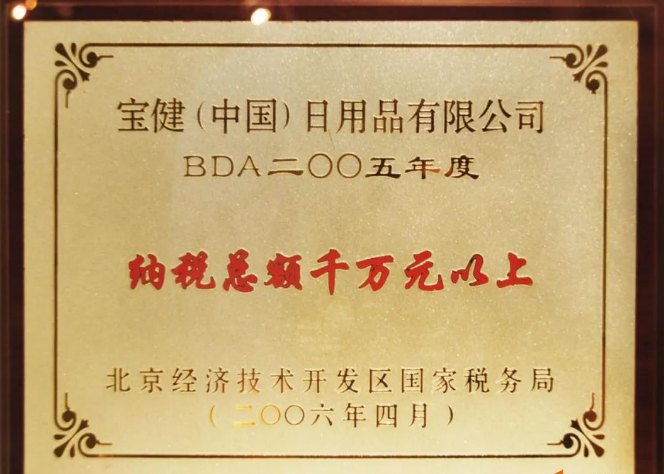 宝健（中国）日用品有限公司
BDA二〇〇五年度
纳税总额千万元以上
北京经济技术开发区国家税务局
（二〇〇六年四月）